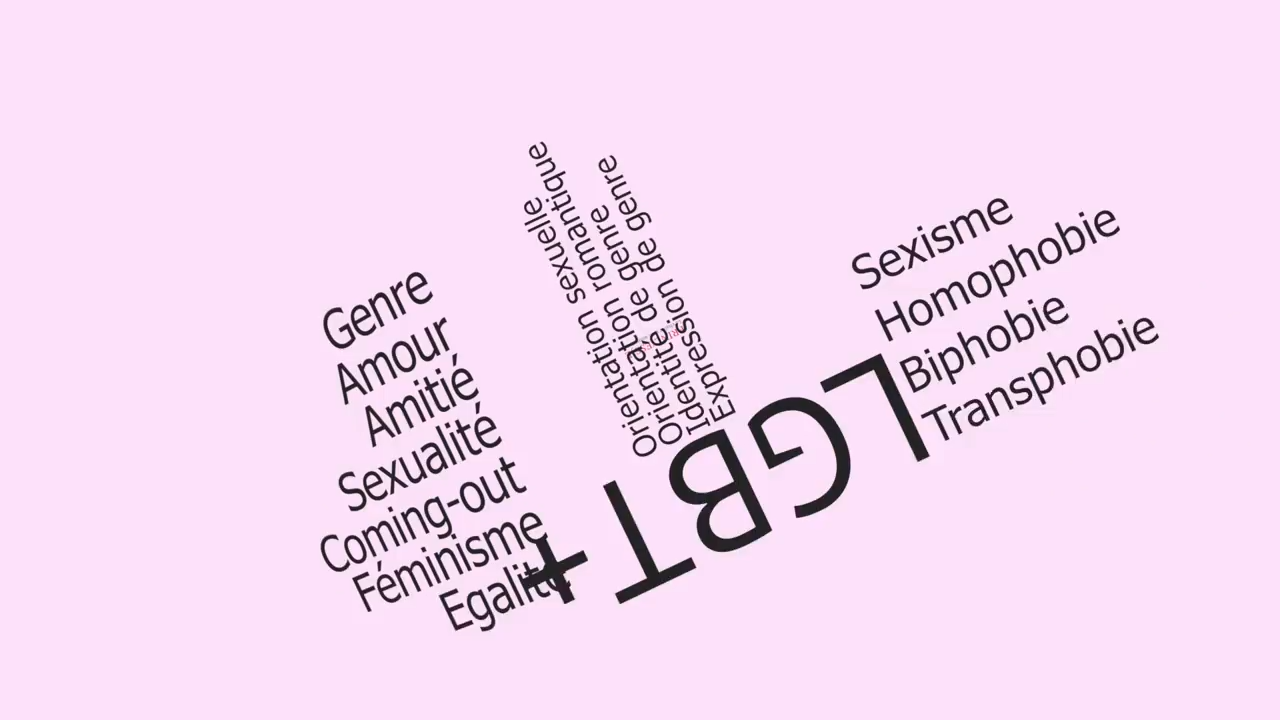 Genre
Amour
Amitié
Sexualité
Coming-out
Féminisme
Egalité
Orientation sexuelle
Orientation romantique
Identité de genre
Expression de genre
LGBT+
Sexisme
Homophobie
Biphobie
Transphobie